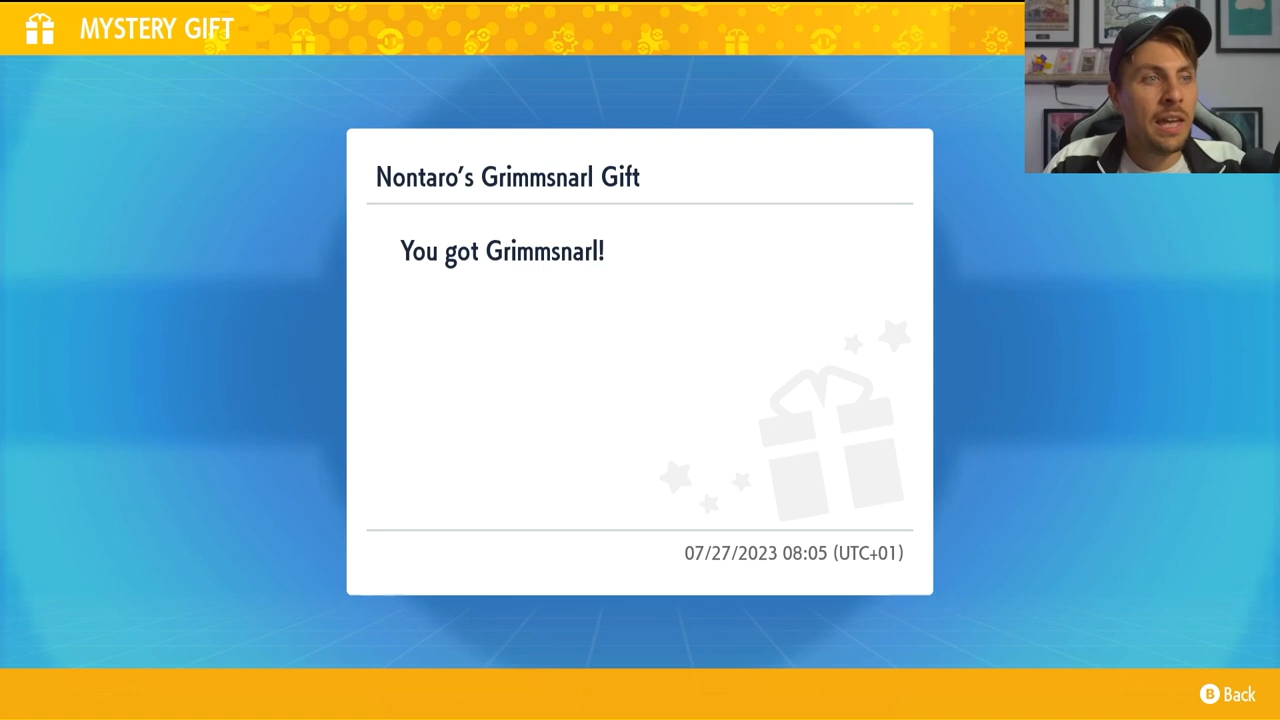 MYSTERY GIFT
Nontaro's Grimmsnarl Gift
You got Grimmsnarl!
07/27/2023 08:05 (UTC+01)
B Back